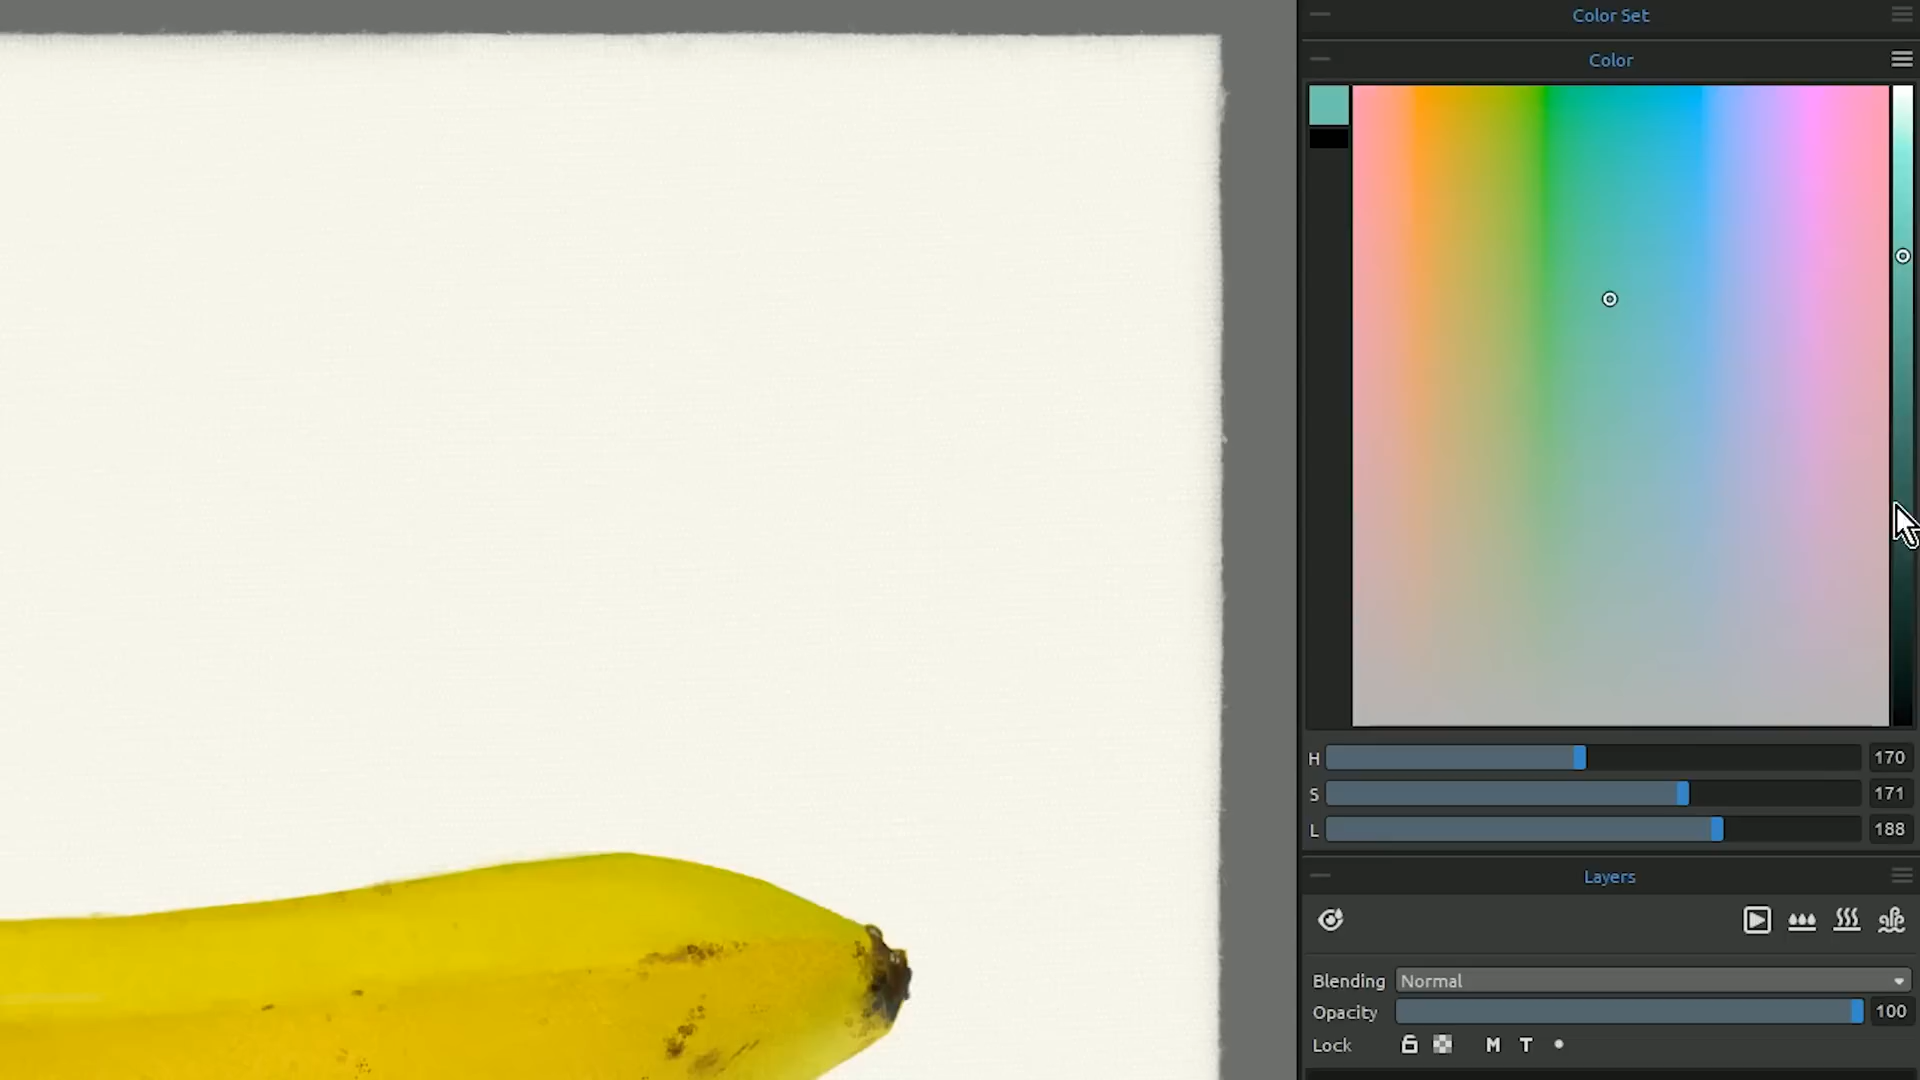 Color Set
Color
H 170
S 171
L 188
Layers
Blending Normal
Opacity 100
Lock M T